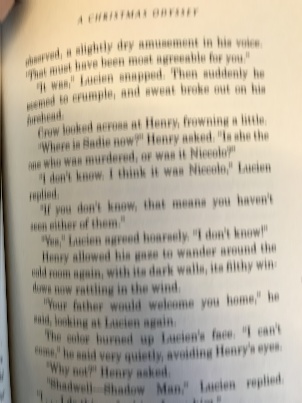 A CHRISTMAS ODYSSEY
observed, a slightly dry amusement in his voice.
"That must have been most agreeable for you."
"It was," Lucien snapped. Then suddenly he
seemed to crumple, and sweat broke out on his
forehead.
Crow looked across at Henry, frowning a little.
"Where is Sadie now?" Henry asked. "Is she the
one who was murdered, or was it Niccolo?"
"I don't know. I think it was Niccolo," Lucien
replied.
"If you don't know, that means you haven't
seen either of them."
"Yes," Lucien agreed hoarsely. "I don't know!"
Henry allowed his gaze to wander around the
cold room again, with its dark walls, its filthy win-
dows now rattling in the wind.
"Your father would welcome you home," he
said, looking at Lucien again.
The color burned up Lucien's face. "I can't
come," he said very quietly, avoiding Henry's eyes.
"Why not?" Henry asked.
"Shadwell—Shadow Man," Lucien replied.